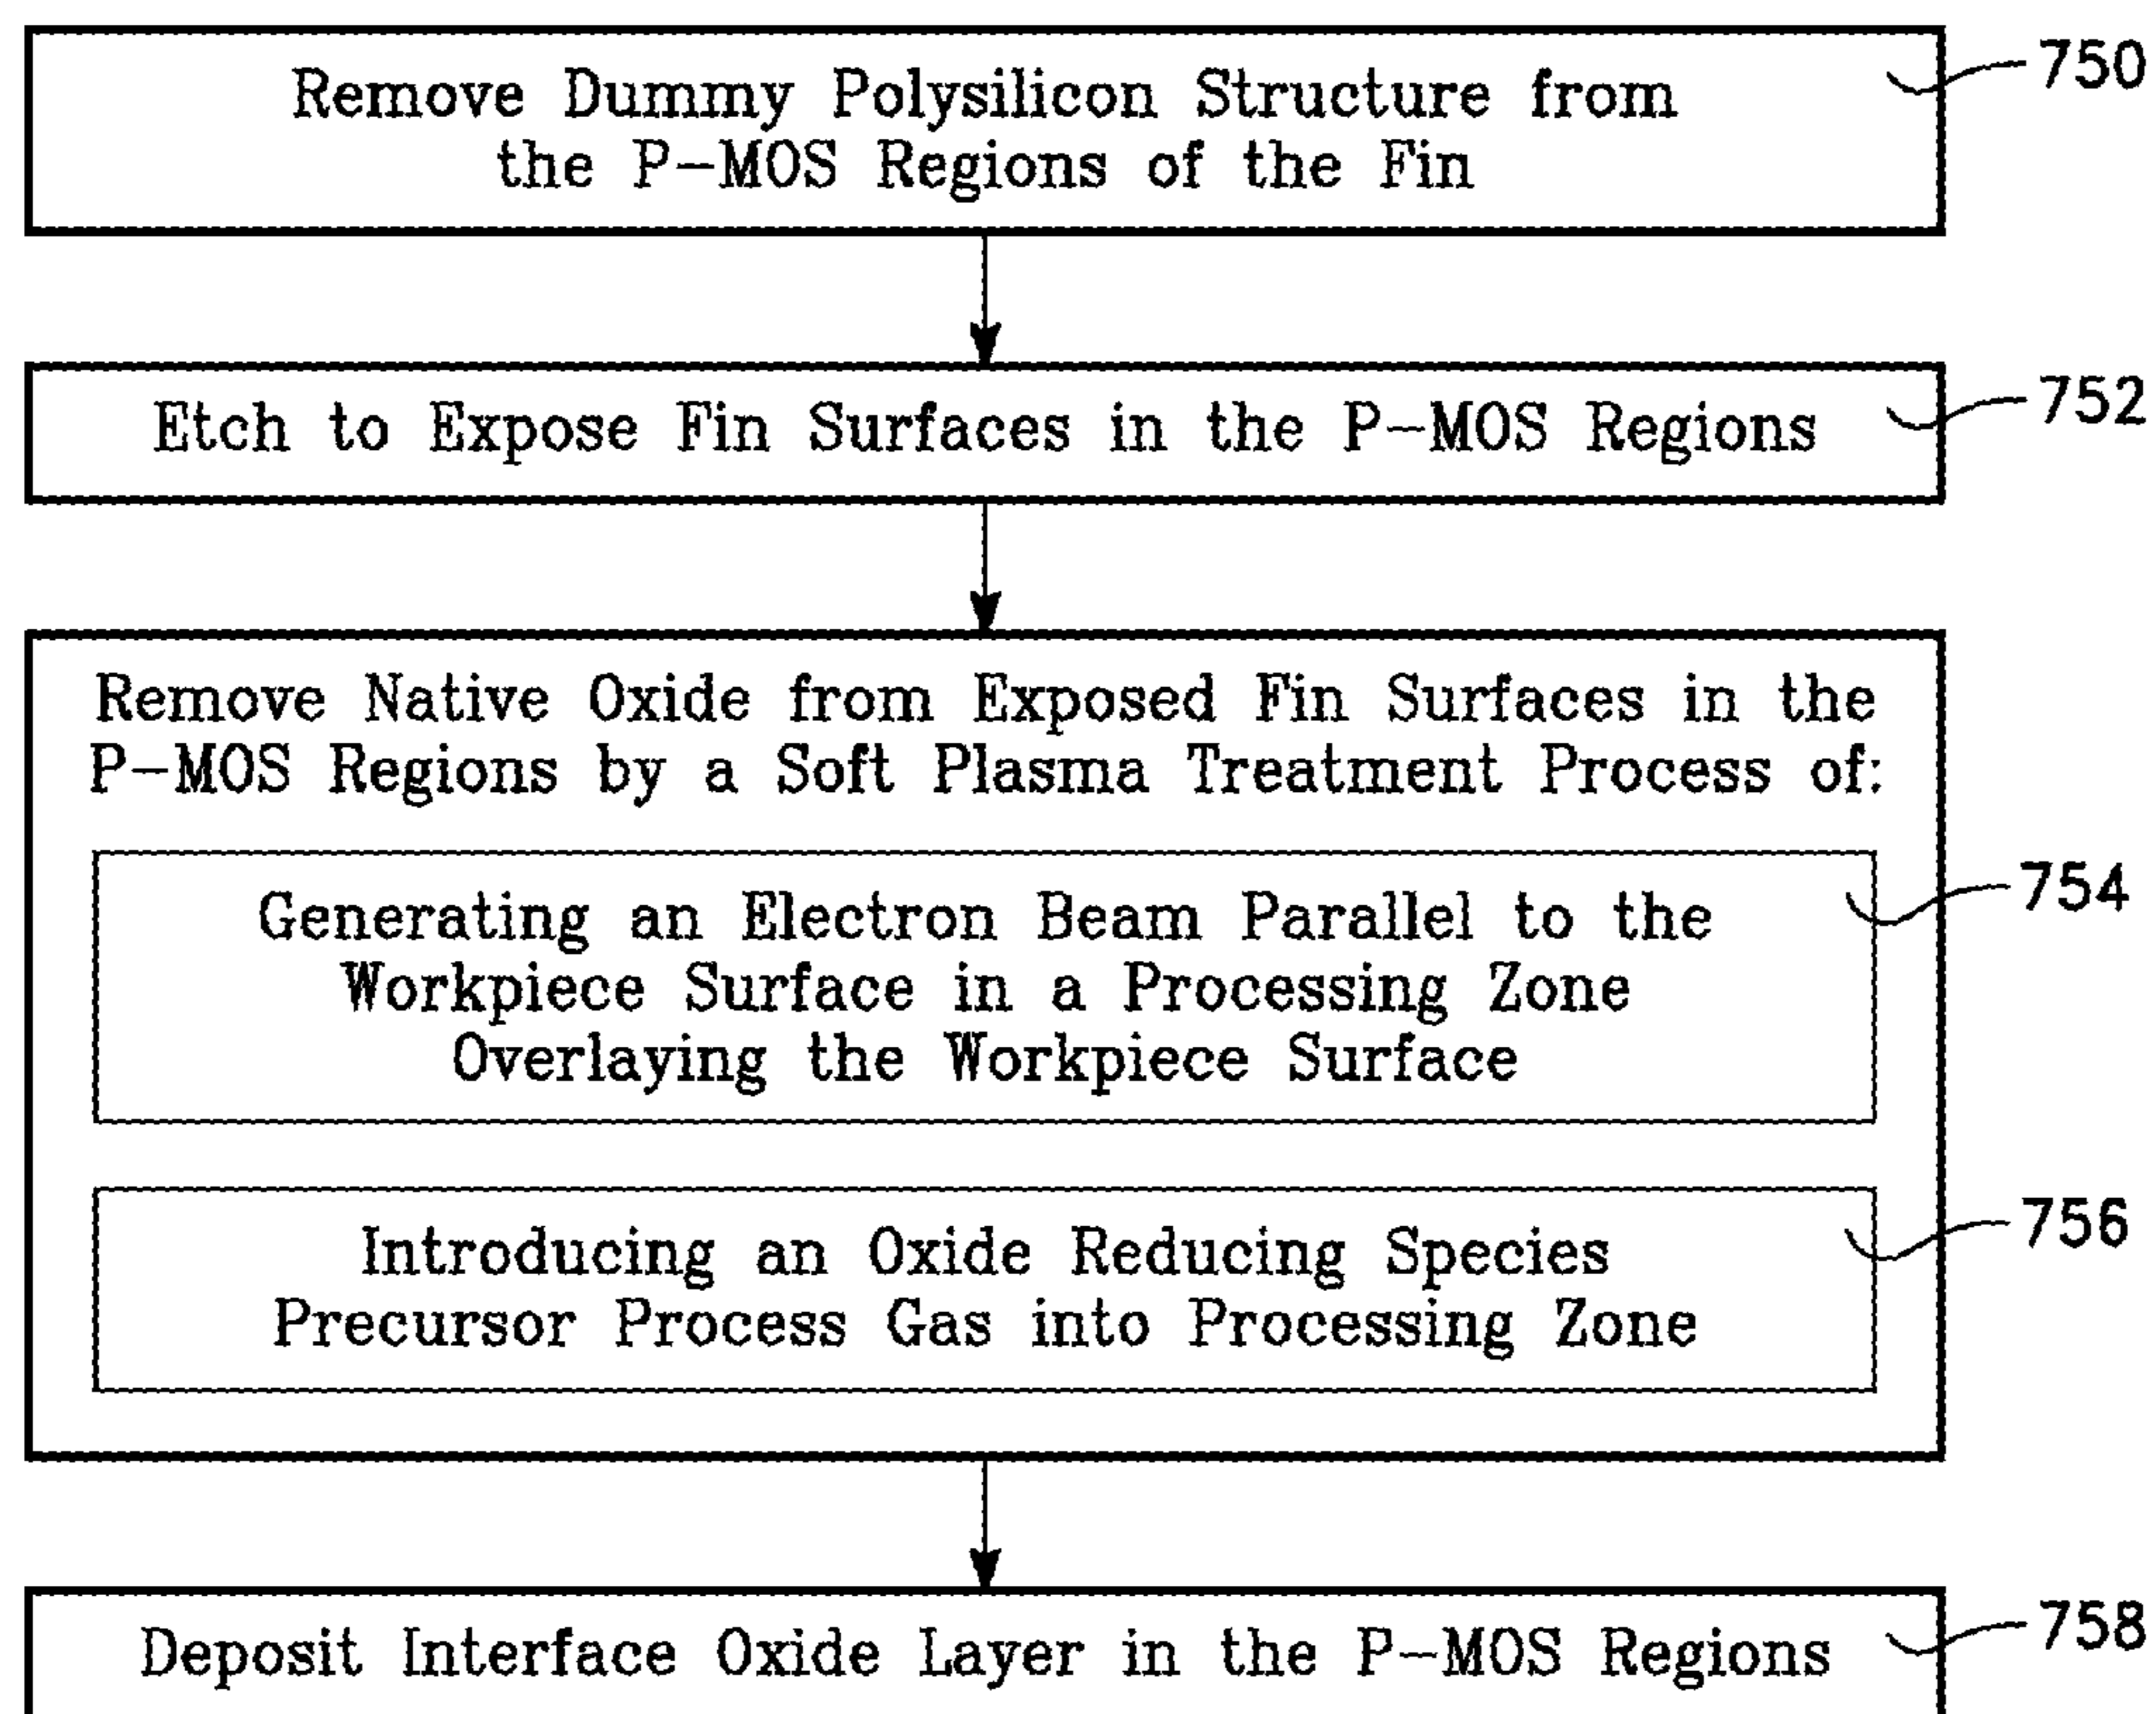 Remove Dummy Polysilicon Structure from
the P-MOS Regions of the Fin
750
Etch to Expose Fin Surfaces in the P-MOS Regions
752
Remove Native Oxide from Exposed Fin Surfaces in the
P-MOS Regions by a Soft Plasma Treatment Process of:
Generating an Electron Beam Parallel to the
Workpiece Surface in a Processing Zone
Overlaying the Workpiece Surface
754
Introducing an Oxide Reducing Species
Precursor Process Gas into Processing Zone
756
Deposit Interface Oxide Layer in the P-MOS Regions
758